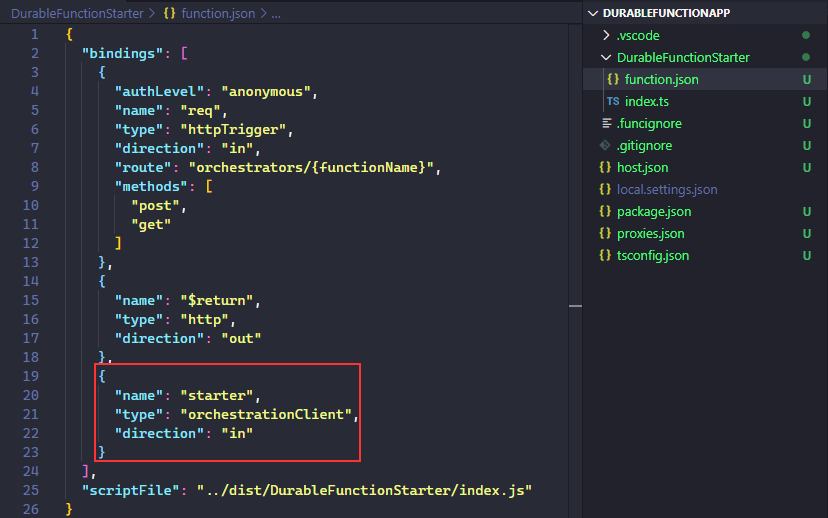 DurableFunctionStarter > {} function.json > ...
1 {
2 "bindings": [
3 {
4 "authLevel": "anonymous",
5 "name": "req",
6 "type": "httpTrigger",
7 "direction": "in",
8 "route": "orchestrators/{functionName}",
9 "methods": [
10 "post",
11 "get"
12 ]
13 },
14 {
15 "name": "$return",
16 "type": "http",
17 "direction": "out"
18 },
19 {
20 "name": "starter",
21 "type": "orchestrationClient",
22 "direction": "in"
23 }
24 ],
25 "scriptFile": "../dist/DurableFunctionStarter/index.js"
26 }
DURABLEFUNCTIONAPP
.vscode
DurableFunctionStarter
{} function.json U
TS index.ts U
.funcignore U
.gitignore U
{} host.json U
{} local.settings.json
{} package.json U
{} proxies.json U
{} tsconfig.json U